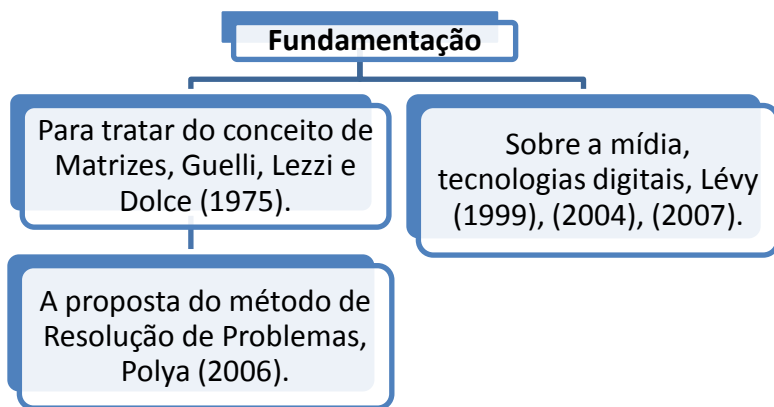 Fundamentação
Para tratar do conceito de
Matrizes, Guelli, Lezzi e
Dolce (1975).
Sobre a mídia,
tecnologias digitais, Lévy
(1999), (2004), (2007).
A proposta do método de
Resolução de Problemas,
Polya (2006).